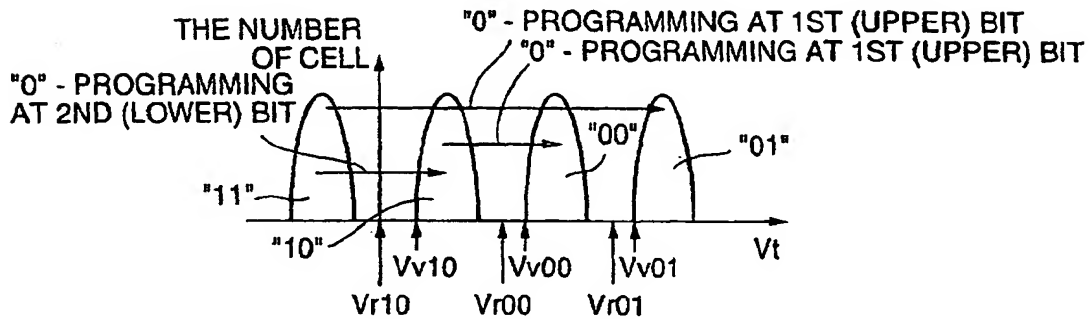 "0" - PROGRAMMING AT 1ST (UPPER) BIT
"0" - PROGRAMMING AT 1ST (UPPER) BIT
THE NUMBER
OF CELL
"0" - PROGRAMMING
AT 2ND (LOWER) BIT
"11"
"10"
"00"
"01"
Vt
Vv10
Vv00
Vv01
Vr10
Vr00
Vr01